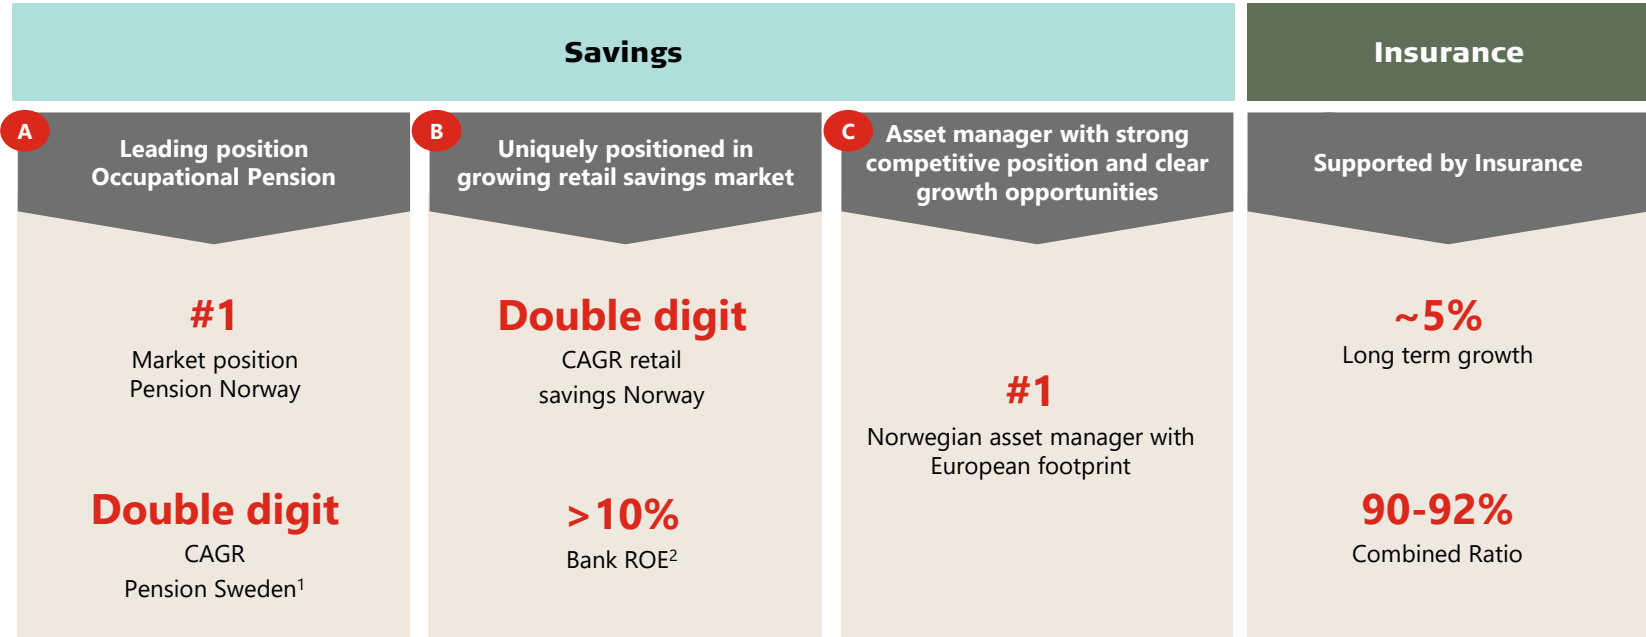 Savings
Insurance
A
Leading position
Occupational Pension
#1
Market position
Pension Norway
Double digit
CAGR
Pension Sweden¹
B
Uniquely positioned in
growing retail savings market
Double digit
CAGR retail
savings Norway
>10%
Bank ROE²
C
Asset manager with strong
competitive position and clear
growth opportunities
#1
Norwegian asset manager with
European footprint
Supported by Insurance
~5%
Long term growth
90-92%
Combined Ratio